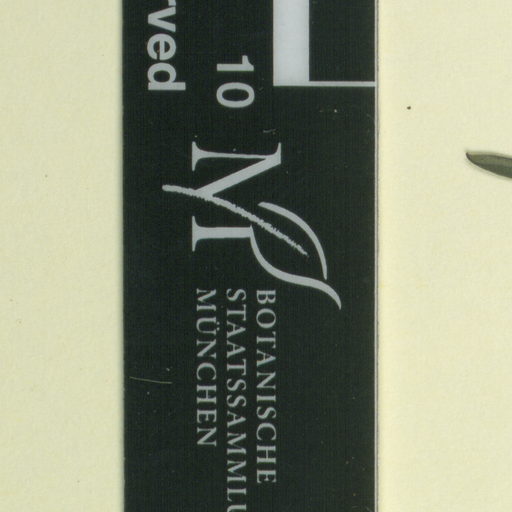 rved
10
BOTANISCHE
STAATSSAMMLU
MÜNCHEN